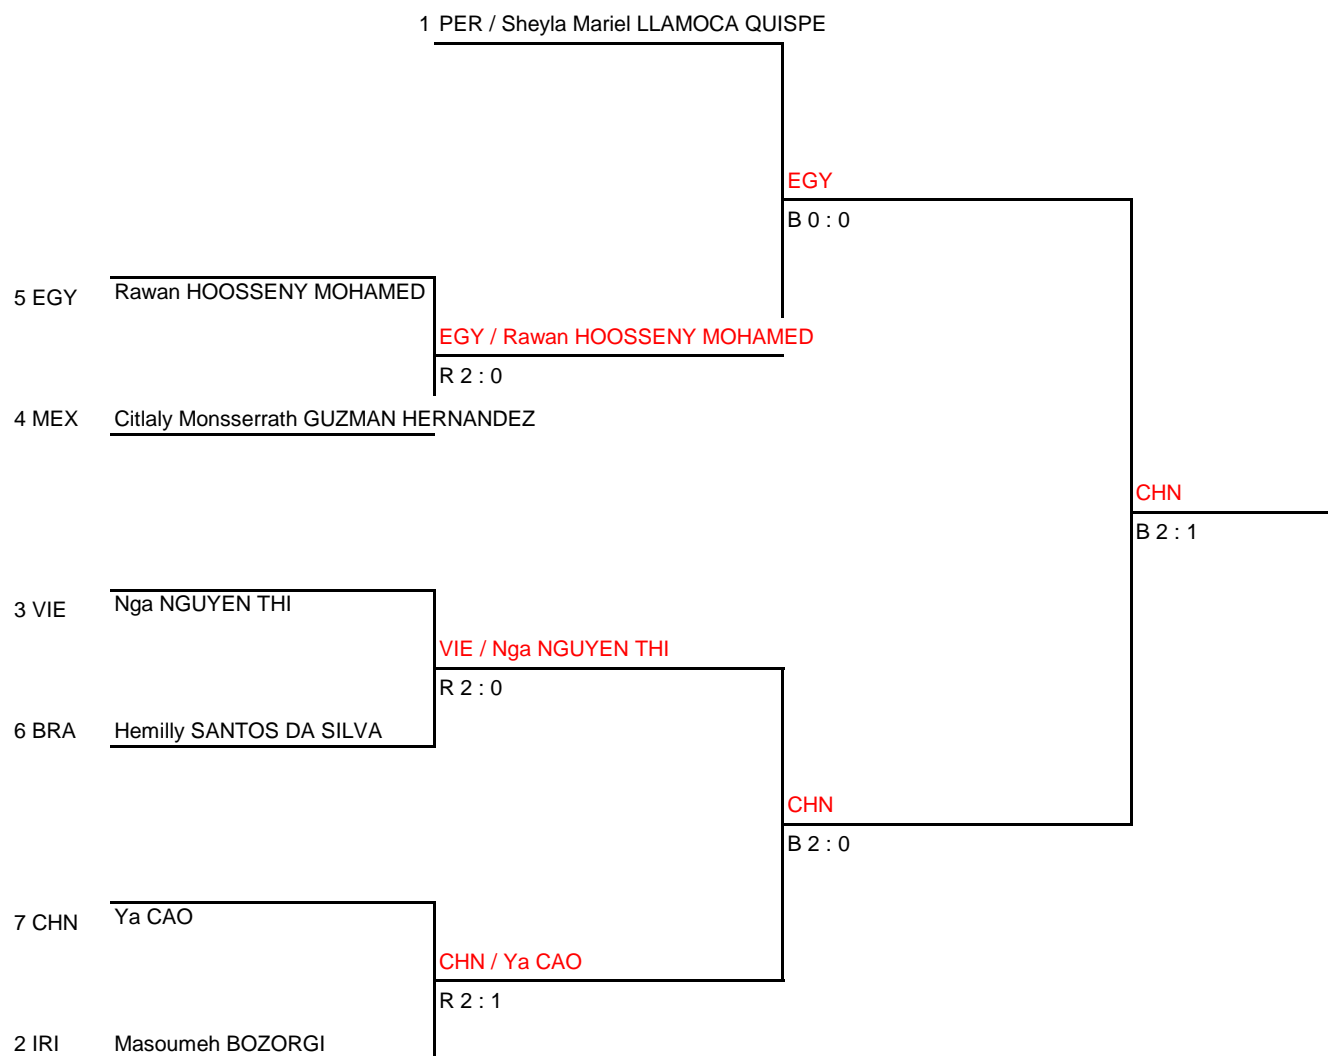 1 PER / Sheyla Mariel LLAMOCA QUISPE
EGY
B 0 : 0
5 EGY Rawan HOOSSENY MOHAMED
EGY / Rawan HOOSSENY MOHAMED
R 2 : 0
4 MEX Citlaly Monsserrath GUZMAN HERNANDEZ
CHN
B 2 : 1
3 VIE Nga NGUYEN THI
VIE / Nga NGUYEN THI
R 2 : 0
6 BRA Hemilly SANTOS DA SILVA
CHN
B 2 : 0
7 CHN Ya CAO
CHN / Ya CAO
R 2 : 1
2 IRI Masoumeh BOZORGI